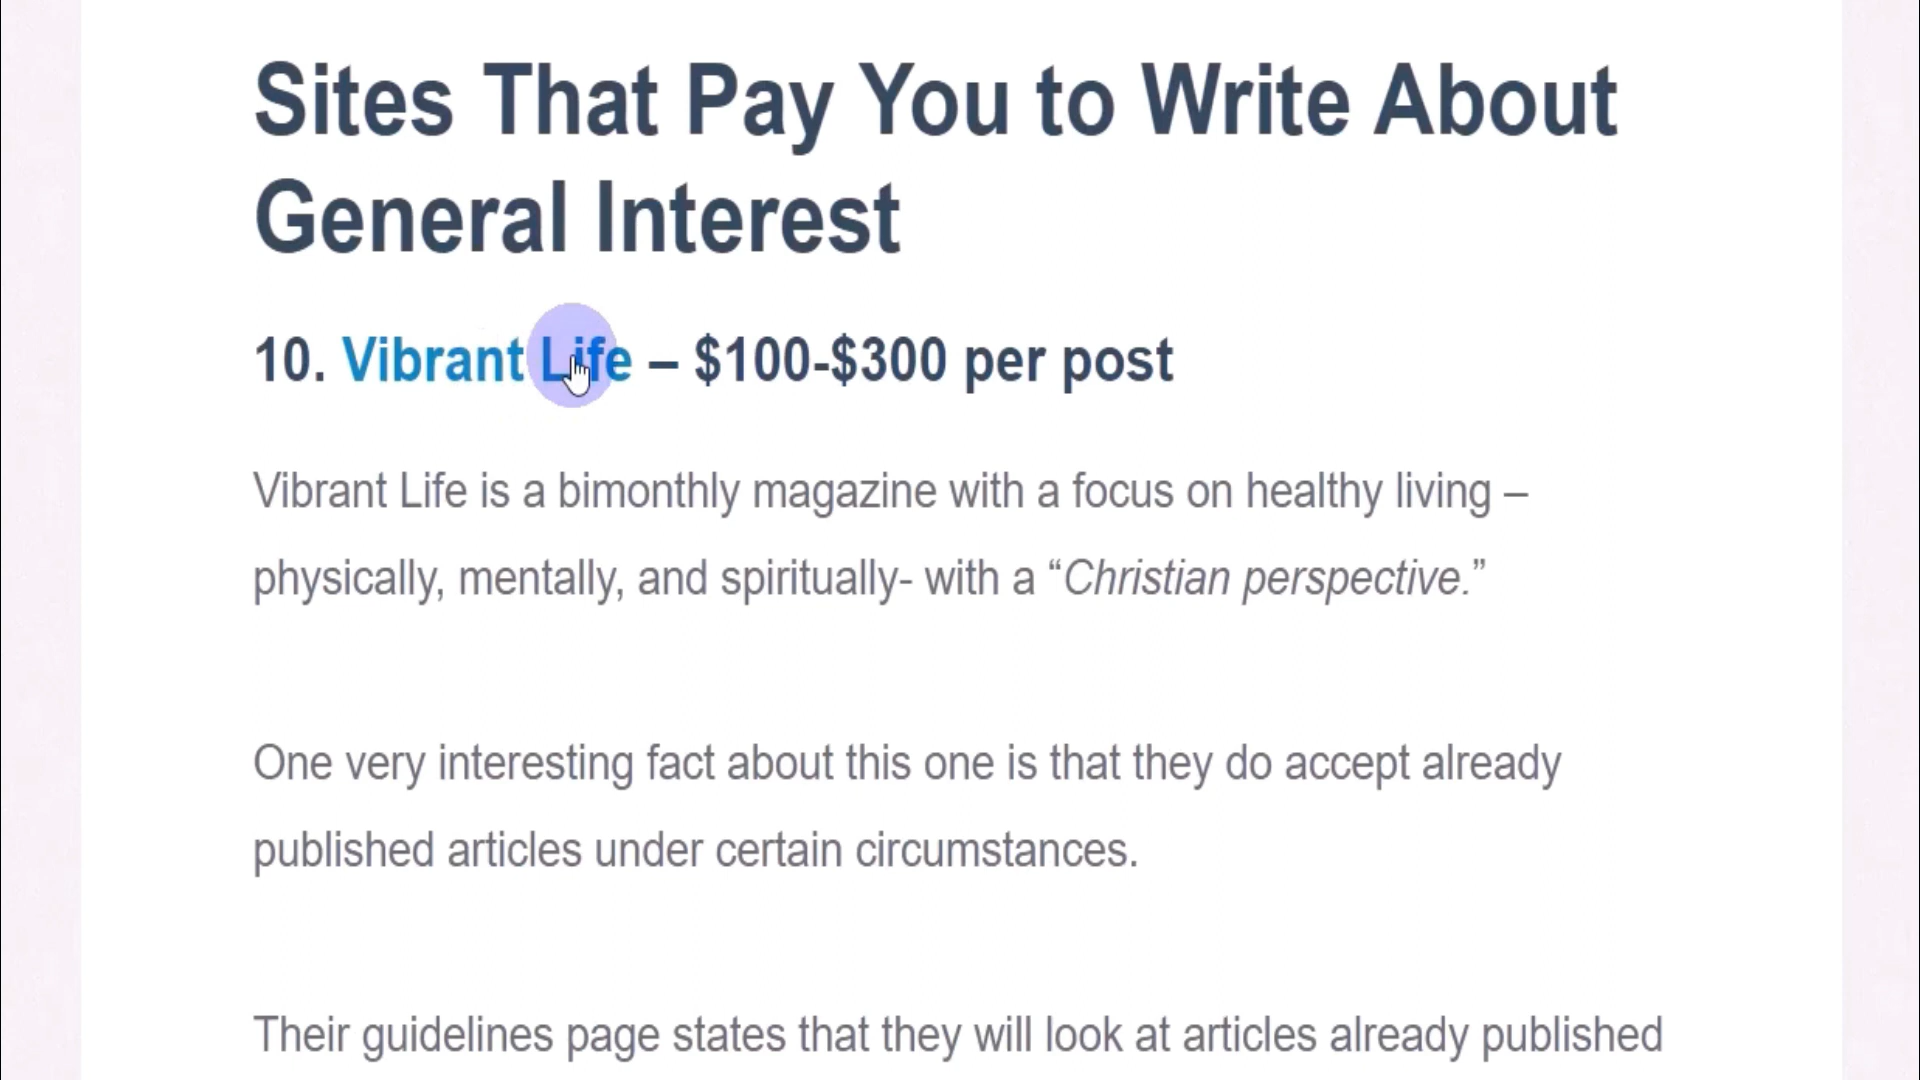 Sites That Pay You to Write About
General Interest
10. Vibrant Life – $100-$300 per post
Vibrant Life is a bimonthly magazine with a focus on healthy living –
physically, mentally, and spiritually- with a “Christian perspective.”
One very interesting fact about this one is that they do accept already
published articles under certain circumstances.
Their guidelines page states that they will look at articles already published